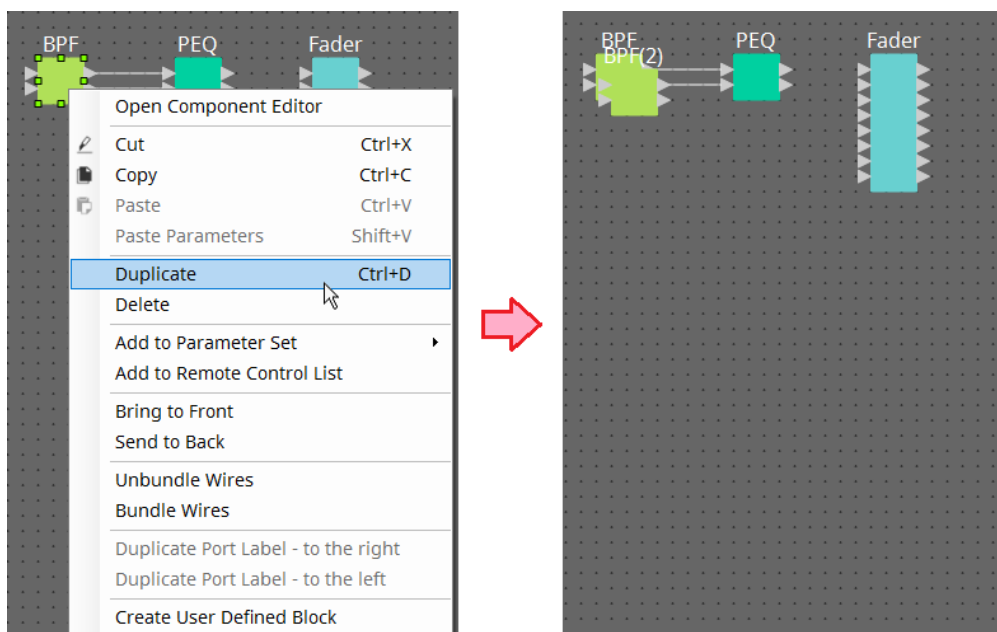 BPF PEQ Fader
Open Component Editor
Cut Ctrl+X
Copy Ctrl+C
Paste Ctrl+V
Paste Parameters Shift+V
Duplicate Ctrl+D
Delete
Add to Parameter Set
Add to Remote Control List
Bring to Front
Send to Back
Unbundle Wires
Bundle Wires
Duplicate Port Label - to the right
Duplicate Port Label - to the left
Create User Defined Block
BPF PEQ Fader
BPF(2)